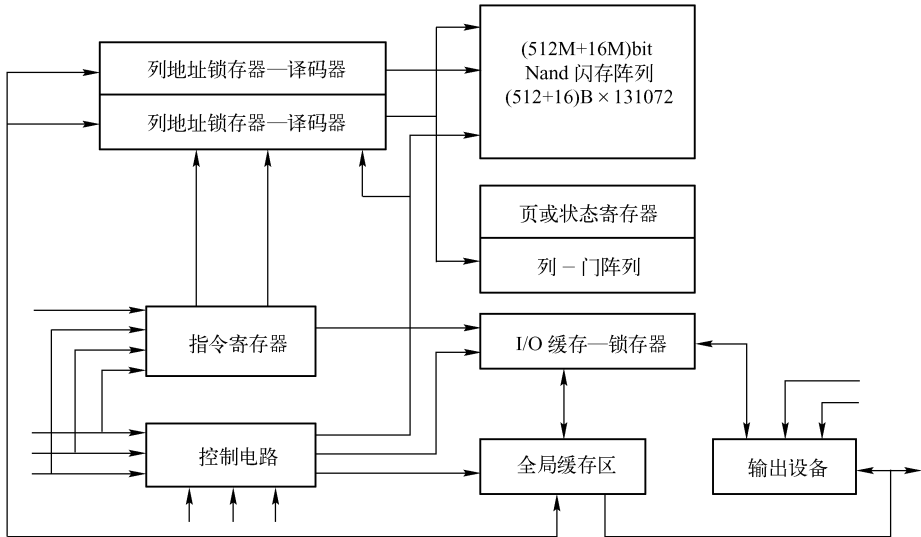 列地址锁存器—译码器
列地址锁存器—译码器
(512M+16M)bit
Nand 闪存阵列
(512+16)B × 131072
页或状态寄存器
列 – 门阵列
指令寄存器
I/O 缓存—锁存器
控制电路
全局缓存区
输出设备